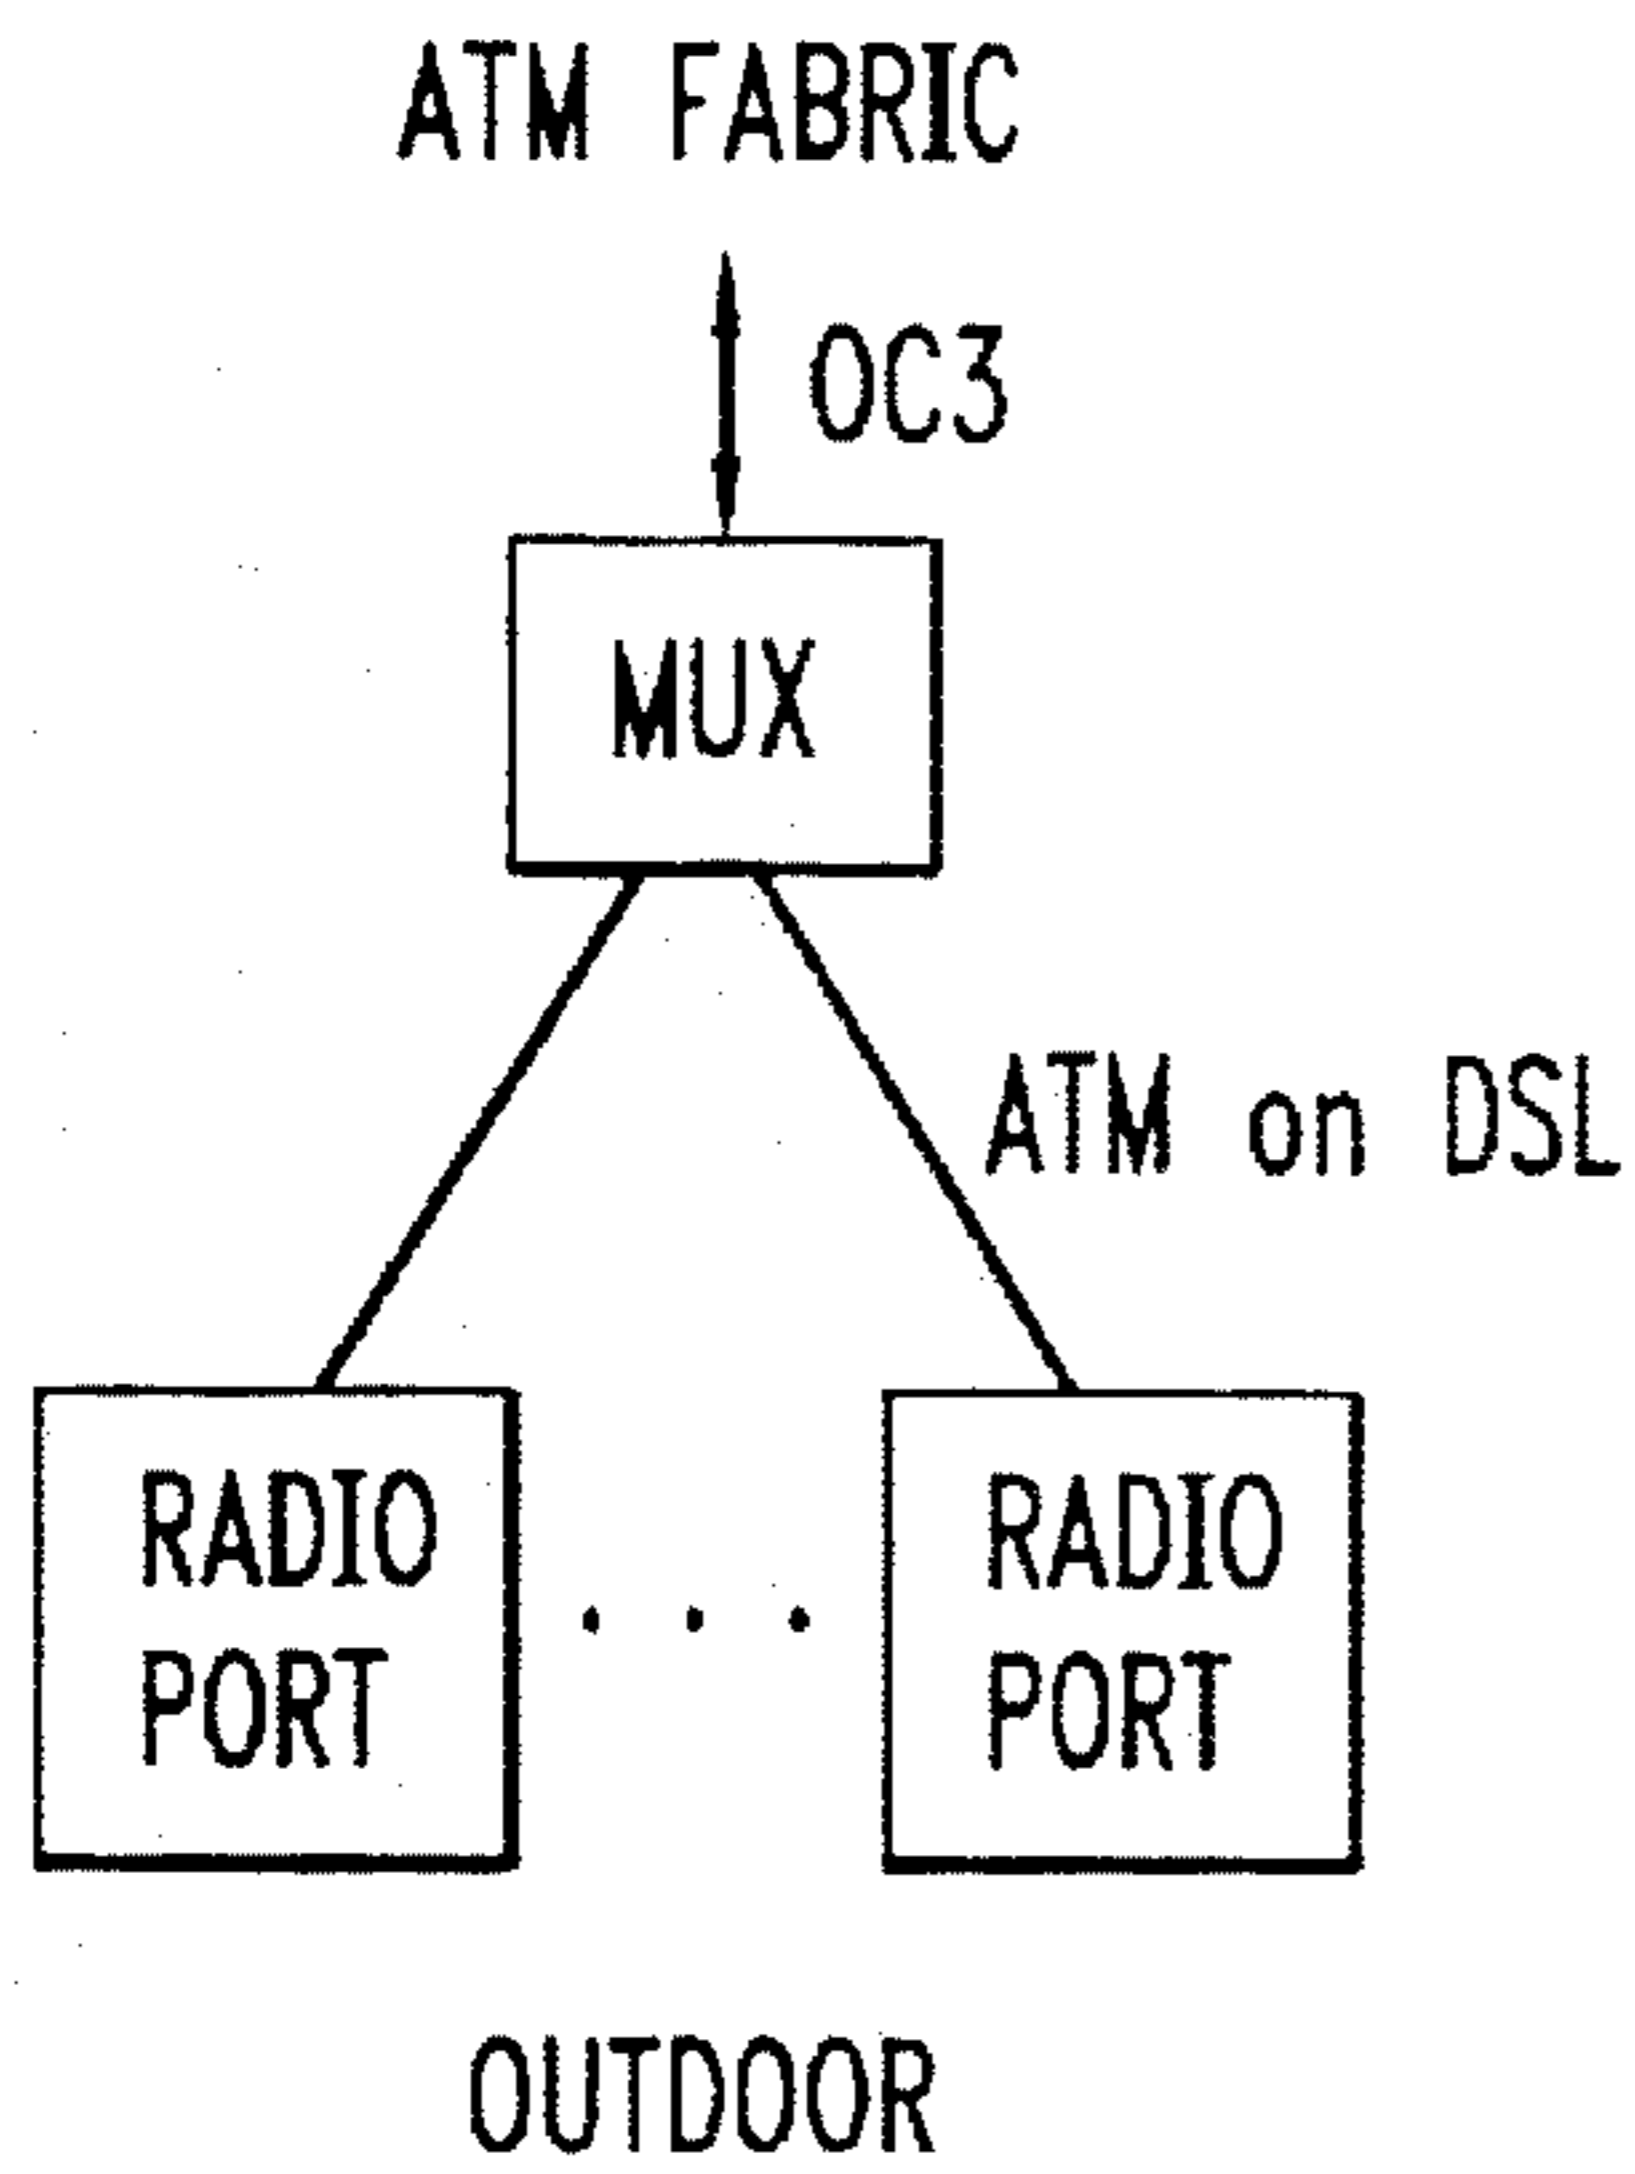 ATM FABRIC
OC3
MUX
ATM on DSL
RADIO
PORT
RADIO
PORT
OUTDOOR